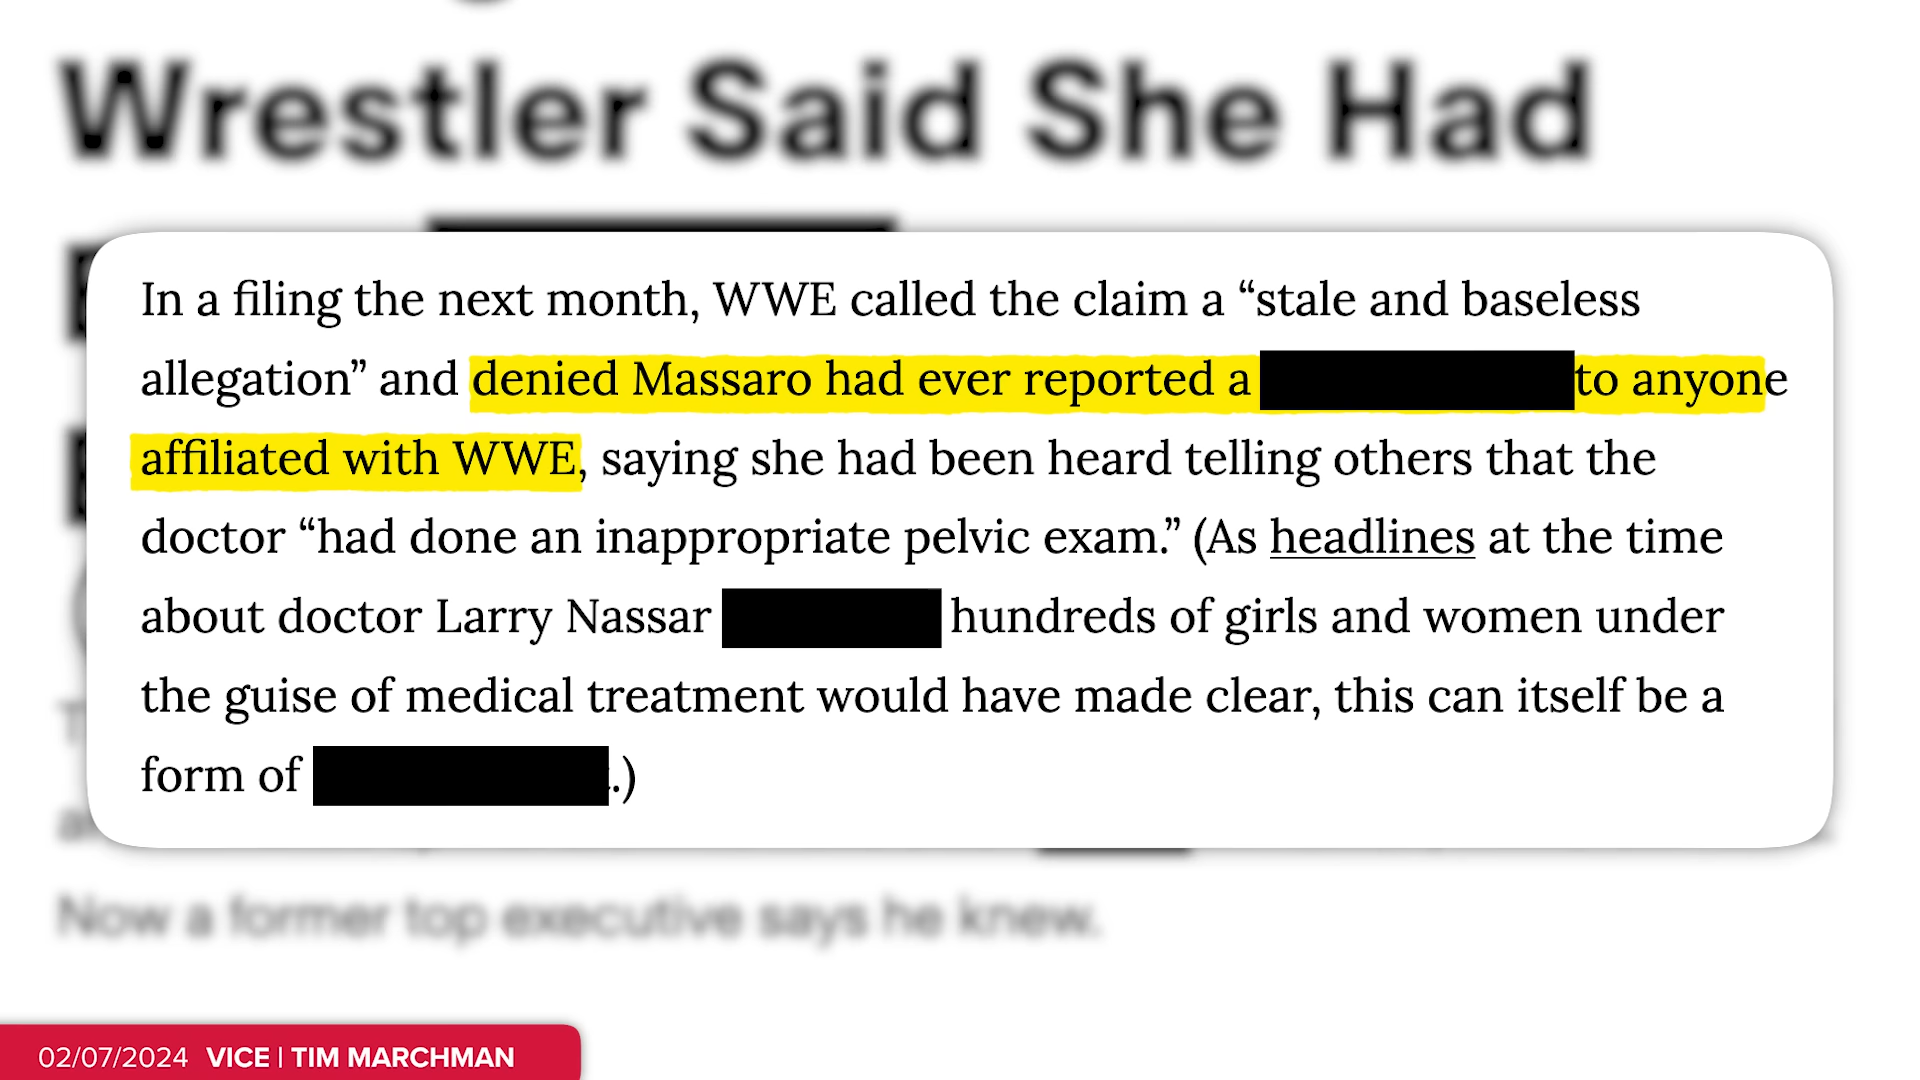 Wrestler Said She Had
In a filing the next month, WWE called the claim a “stale and baseless
allegation” and denied Massaro had ever reported a to anyone
affiliated with WWE, saying she had been heard telling others that the
doctor “had done an inappropriate pelvic exam.” (As headlines at the time
about doctor Larry Nassar hundreds of girls and women under
the guise of medical treatment would have made clear, this can itself be a
form of .)
Now a former top executive says he knew.
02/07/2024 VICE | TIM MARCHMAN